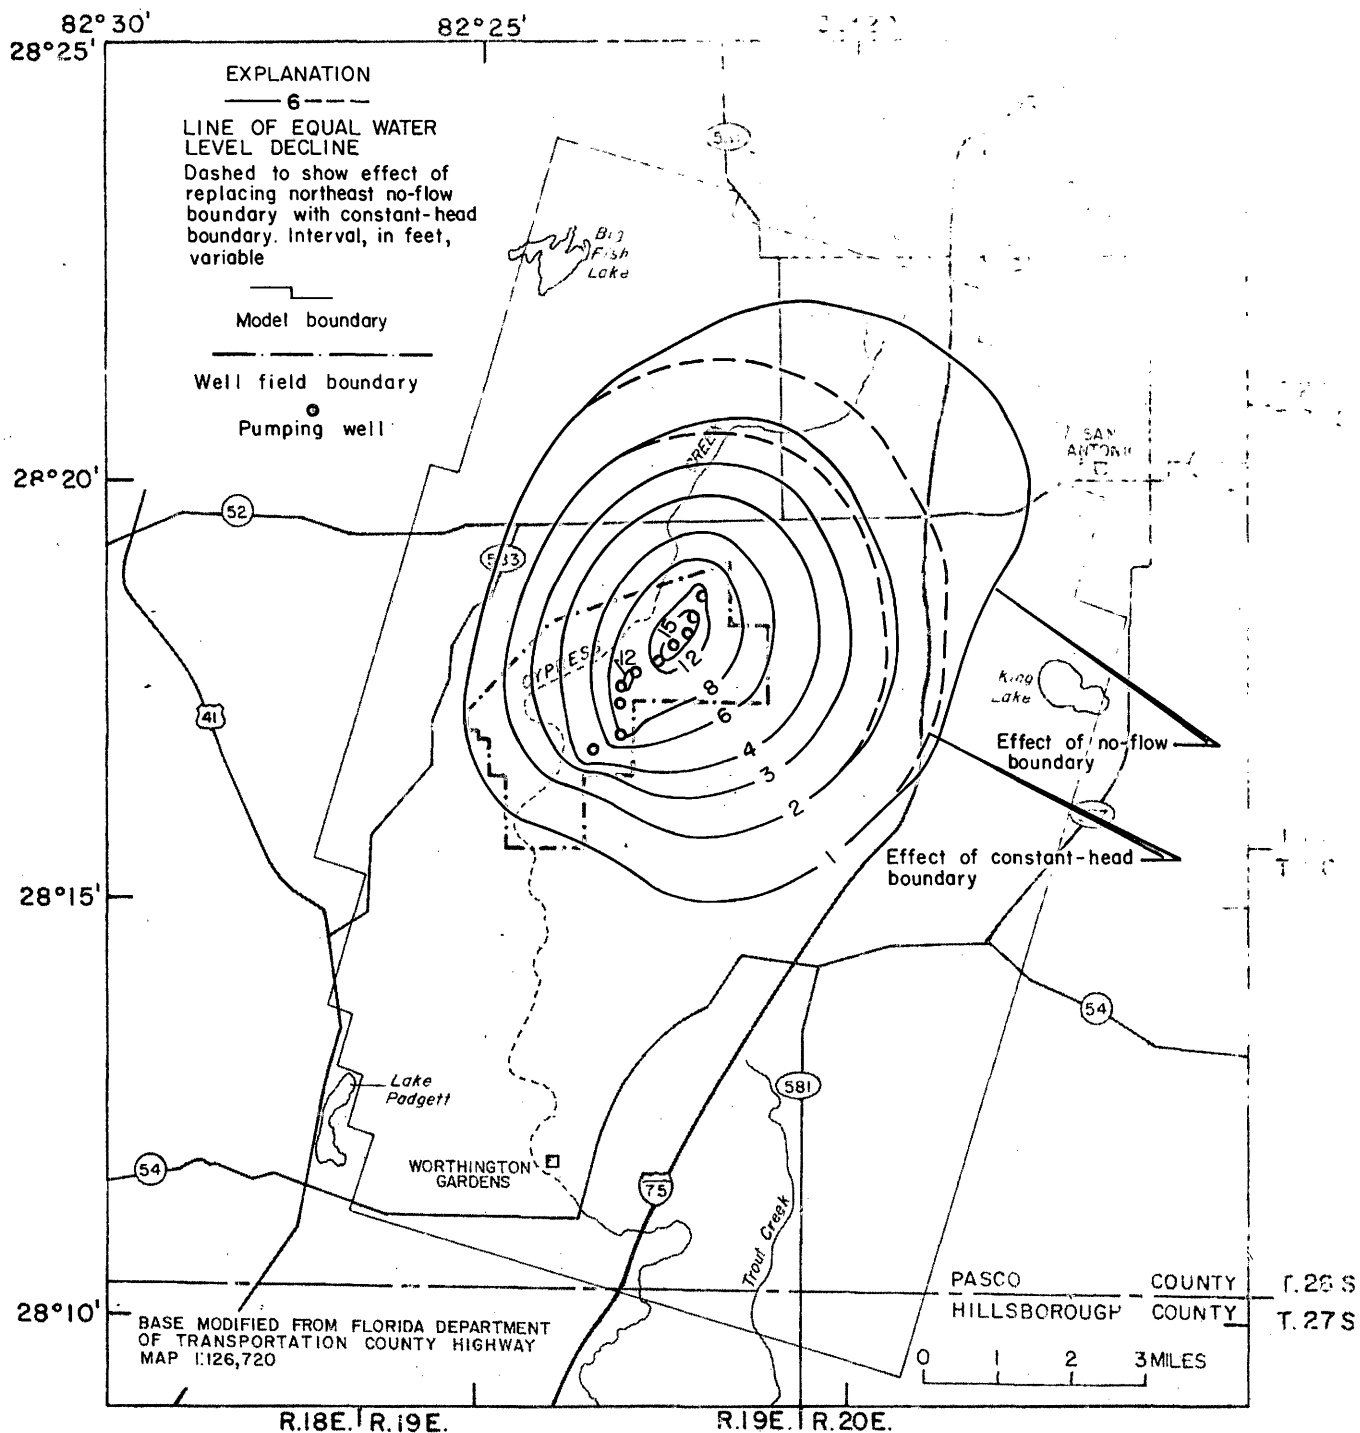 82°30'
82°25'
28°25'
EXPLANATION
6
LINE OF EQUAL WATER
LEVEL DECLINE
Dashed to show effect of
replacing northeast no-flow
boundary with constant-head
boundary. Interval, in feet,
variable
Model boundary
Well field boundary
Pumping well
Big
Fish
Lake
28°20'
52
583
41
SAN
CYPRESS
15
12
12
8
6
4
3
2
1
King
Lake
Effect of no-flow
boundary
Effect of constant-head
boundary
28°15'
54
581
Lake
Padgett
54
WORTHINGTON
GARDENS
75
Trout Creek
PASCO COUNTY
HILLSBOROUGH COUNTY
T.26 S
T.27 S
28°10'
BASE MODIFIED FROM FLORIDA DEPARTMENT
OF TRANSPORTATION COUNTY HIGHWAY
MAP 1:126,720
0 1 2 3 MILES
R.18E. R.19E.
R.19E. R.20E.